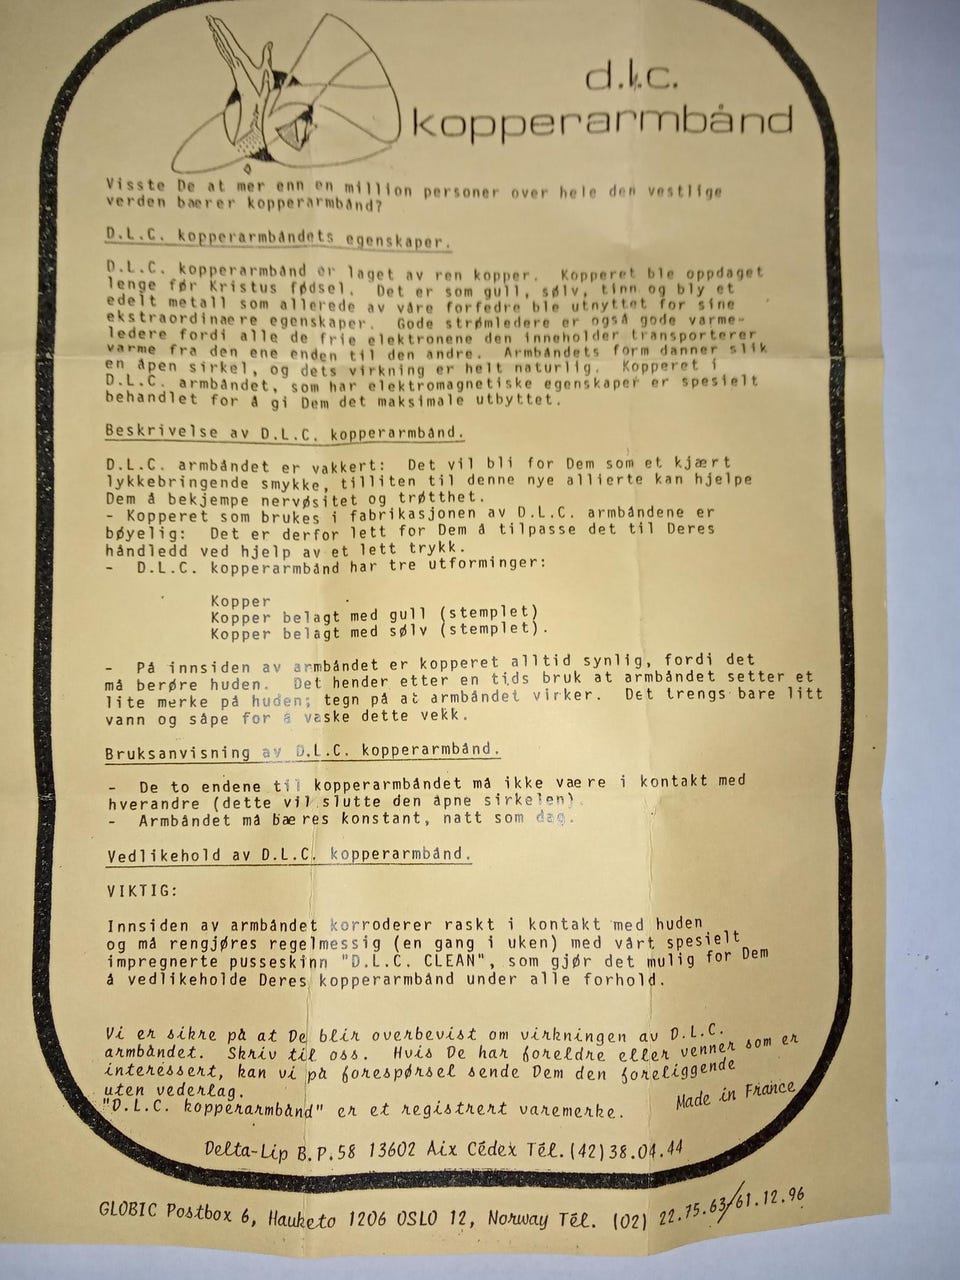 d.l.c.
kopperarmbånd
Visste De at mer enn en million personer over hele den vestlige
verden bærer kopperarmbånd?
D.L.C. kopperarmbåndets egenskaper.
D.L.C. kopperarmbånd er laget av ren kopper. Kopperet ble oppdaget
lenge før Kristus fødsel. Det er som gull, sølv, tinn og bly et
edelt metall som allerede av våre forfedre ble utnyttet for sine
ekstraordinære egenskaper. Gode strømledere er også gode varme-
ledere fordi alle de frie elektronene den inneholder transporterer
varme fra den ene enden til den andre. Armbåndets form danner slik
en åpen sirkel, og dets virkning er helt naturlig. Kopperet i
D.L.C. armbåndet, som har elektromagnetiske egenskaper er spesielt
behandlet for å gi Dem det maksimale utbyttet.
Beskrivelse av D.L.C. kopperarmbånd.
D.L.C. armbåndet er vakkert: Det vil bli for Dem som et kjært
lykkebringende smykke, tilliten til denne nye allierte kan hjelpe
Dem å bekjempe nervøsitet og trøtthet.
- Kopperet som brukes i fabrikasjonen av D.L.C. armbåndene er
bøyelig: Det er derfor lett for Dem å tilpasse det til Deres
håndledd ved hjelp av et lett trykk.
- D.L.C. kopperarmbånd har tre utforminger:
Kopper
Kopper belagt med gull (stemplet)
Kopper belagt med sølv (stemplet).
- På innsiden av armbåndet er kopperet alltid synlig, fordi det
må berøre huden. Det hender etter en tids bruk at armbåndet setter et
lite merke på huden; tegn på at armbåndet virker. Det trengs bare litt
vann og såpe for å vaske dette vekk.
Bruksanvisning av D.L.C. kopperarmbånd.
- De to endene til kopperarmbåndet må ikke være i kontakt med
hverandre (dette vil slutte den åpne sirkelen).
- Armbåndet må bæres konstant, natt som dag.
Vedlikehold av D.L.C. kopperarmbånd.
VIKTIG:
Innsiden av armbåndet korroderer raskt i kontakt med huden
og må rengjøres regelmessig (en gang i uken) med vårt spesielt
impregnerte pusseskinn "D.L.C. CLEAN", som gjør det mulig for Dem
å vedlikeholde Deres kopperarmbånd under alle forhold.
Vi er sikre på at De blir overbevist om virkningen av D.L.C.
armbåndet. Skriv til oss. Hvis De har foreldre eller venner som er
interessert, kan vi på forespørsel sende Dem den foreliggende
uten vederlag.
"D.L.C. kopperarmbånd" er et registrert varemerke.
Made in France
Delta-Lip B.P.58 13602 Aix Cédex Tél.(42)38.04.44
GLOBIC Postbox 6, Hauketo 1206 OSLO 12, Norway Tél. (02) 22.75.63/61.12.96